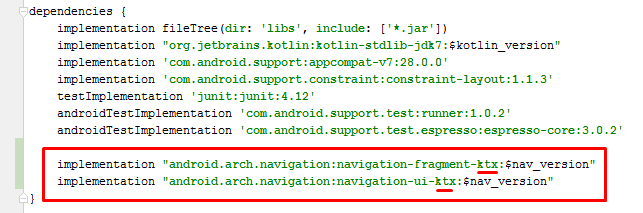 dependencies {
implementation fileTree(dir: 'libs', include: ['*.jar'])
implementation "org.jetbrains.kotlin:kotlin-stdlib-jdk7:$kotlin_version"
implementation 'com.android.support:appcompat-v7:28.0.0'
implementation 'com.android.support.constraint:constraint-layout:1.1.3'
testImplementation 'junit:junit:4.12'
androidTestImplementation 'com.android.support.test:runner:1.0.2'
androidTestImplementation 'com.android.support.test.espresso:espresso-core:3.0.2'
implementation "android.arch.navigation:navigation-fragment-ktx:$nav_version"
implementation "android.arch.navigation:navigation-ui-ktx:$nav_version"
}